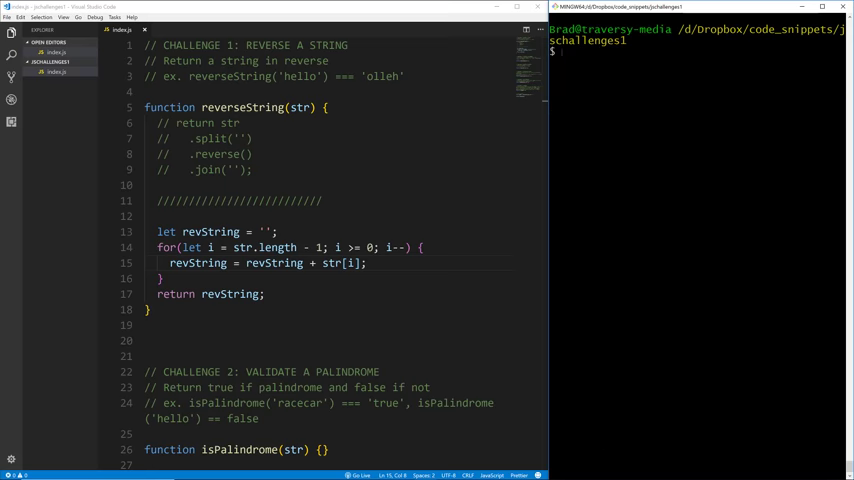 index.js - jschallenges1 - Visual Studio Code
File Edit Selection View Go Debug Tasks Help
EXPLORER
OPEN EDITORS
index.js
JSCHALLENGES1
index.js
index.js
1 // CHALLENGE 1: REVERSE A STRING
2 // Return a string in reverse
3 // ex. reverseString('hello') === 'olleh'
4
5 function reverseString(str) {
6 // return str
7 //   .split('')
8 //   .reverse()
9 //   .join('');
10
11 //////////////////////////
12
13 let revString = '';
14 for(let i = str.length - 1; i >= 0; i--) {
15 revString = revString + str[i];
16 }
17 return revString;
18 }
19
20
21
22 // CHALLENGE 2: VALIDATE A PALINDROME
23 // Return true if palindrome and false if not
24 // ex. isPalindrome('racecar') === 'true', isPalindrome
('hello') == false
25
26 function isPalindrome(str) {}
27
0 0
Go Live Ln 15, Col 8 Spaces: 2 UTF-8 CRLF JavaScript Prettier
MINGW64:/d/Dropbox/code_snippets/jschallenges1
Brad@traversy-media /d/Dropbox/code_snippets/j
schallenges1
$